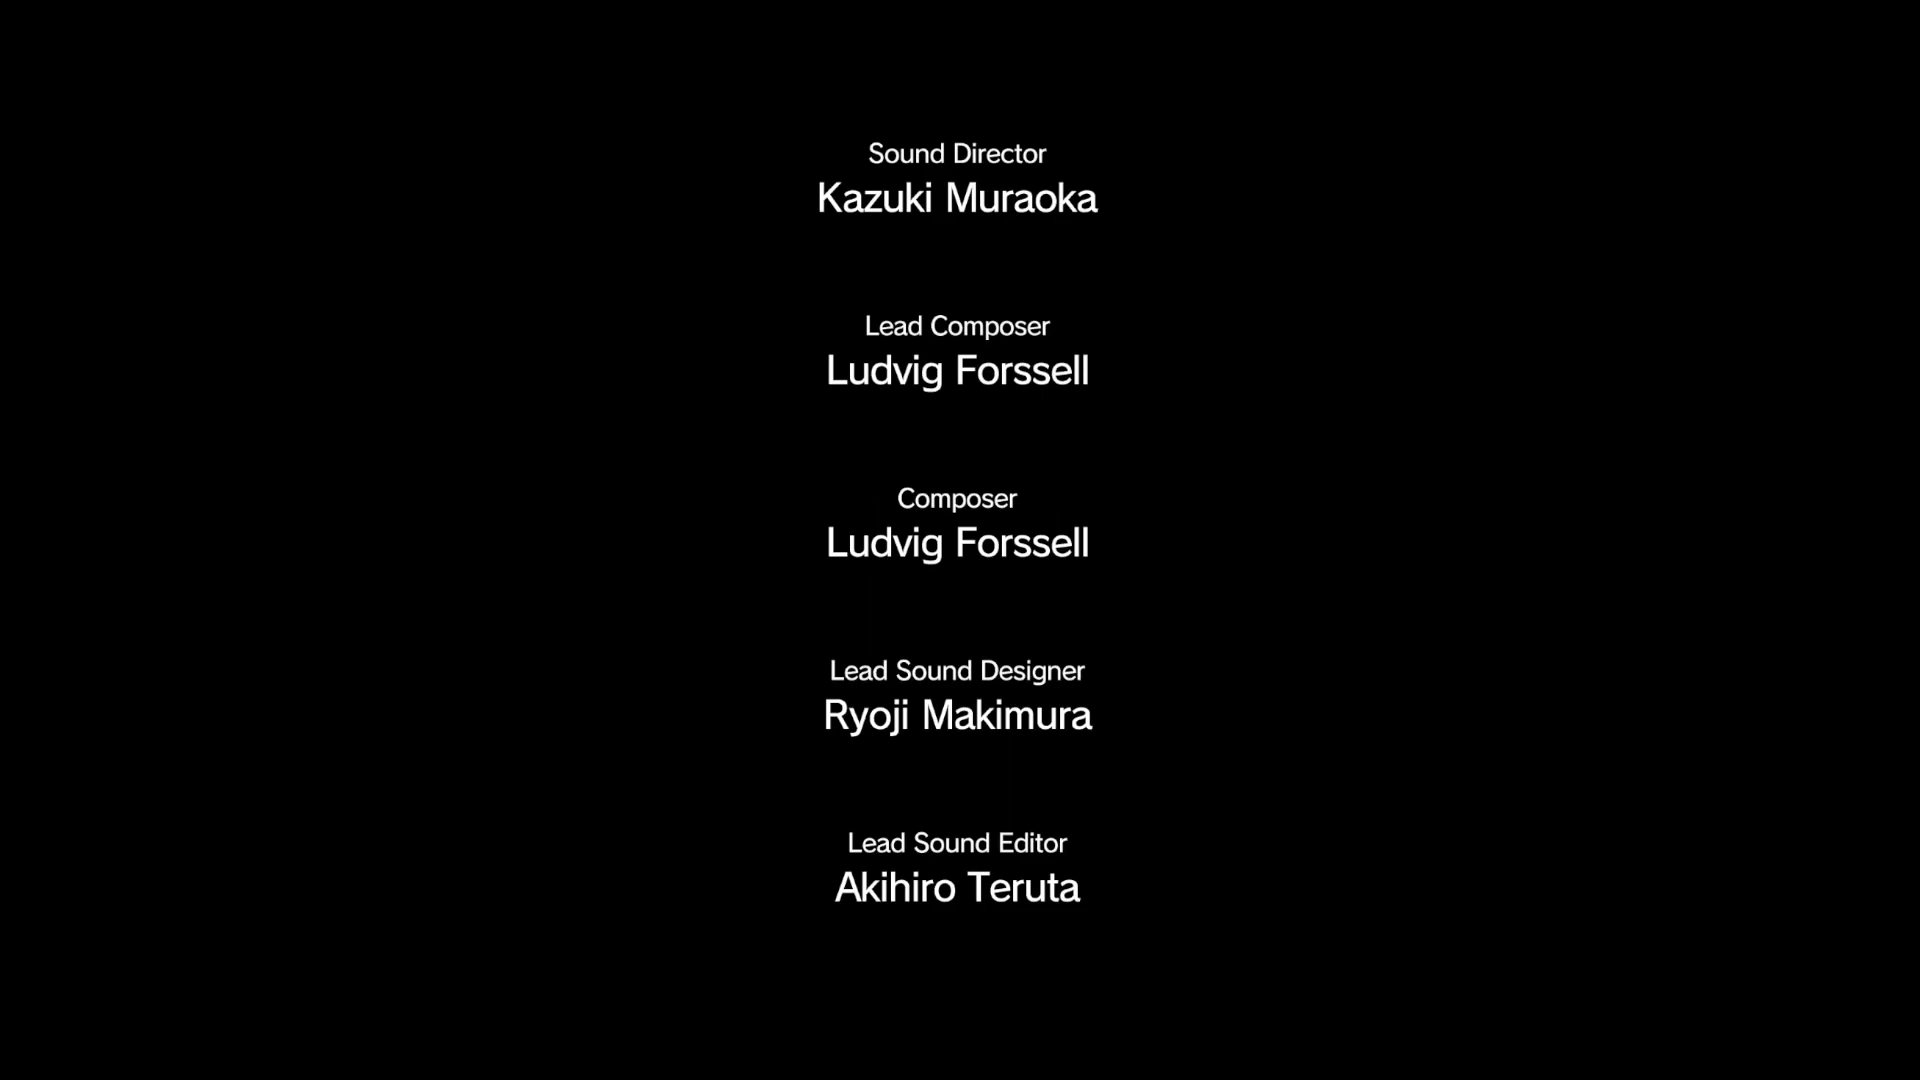 Sound Director
Kazuki Muraoka
Lead Composer
Ludvig Forssell
Composer
Ludvig Forssell
Lead Sound Designer
Ryoji Makimura
Lead Sound Editor
Akihiro Teruta